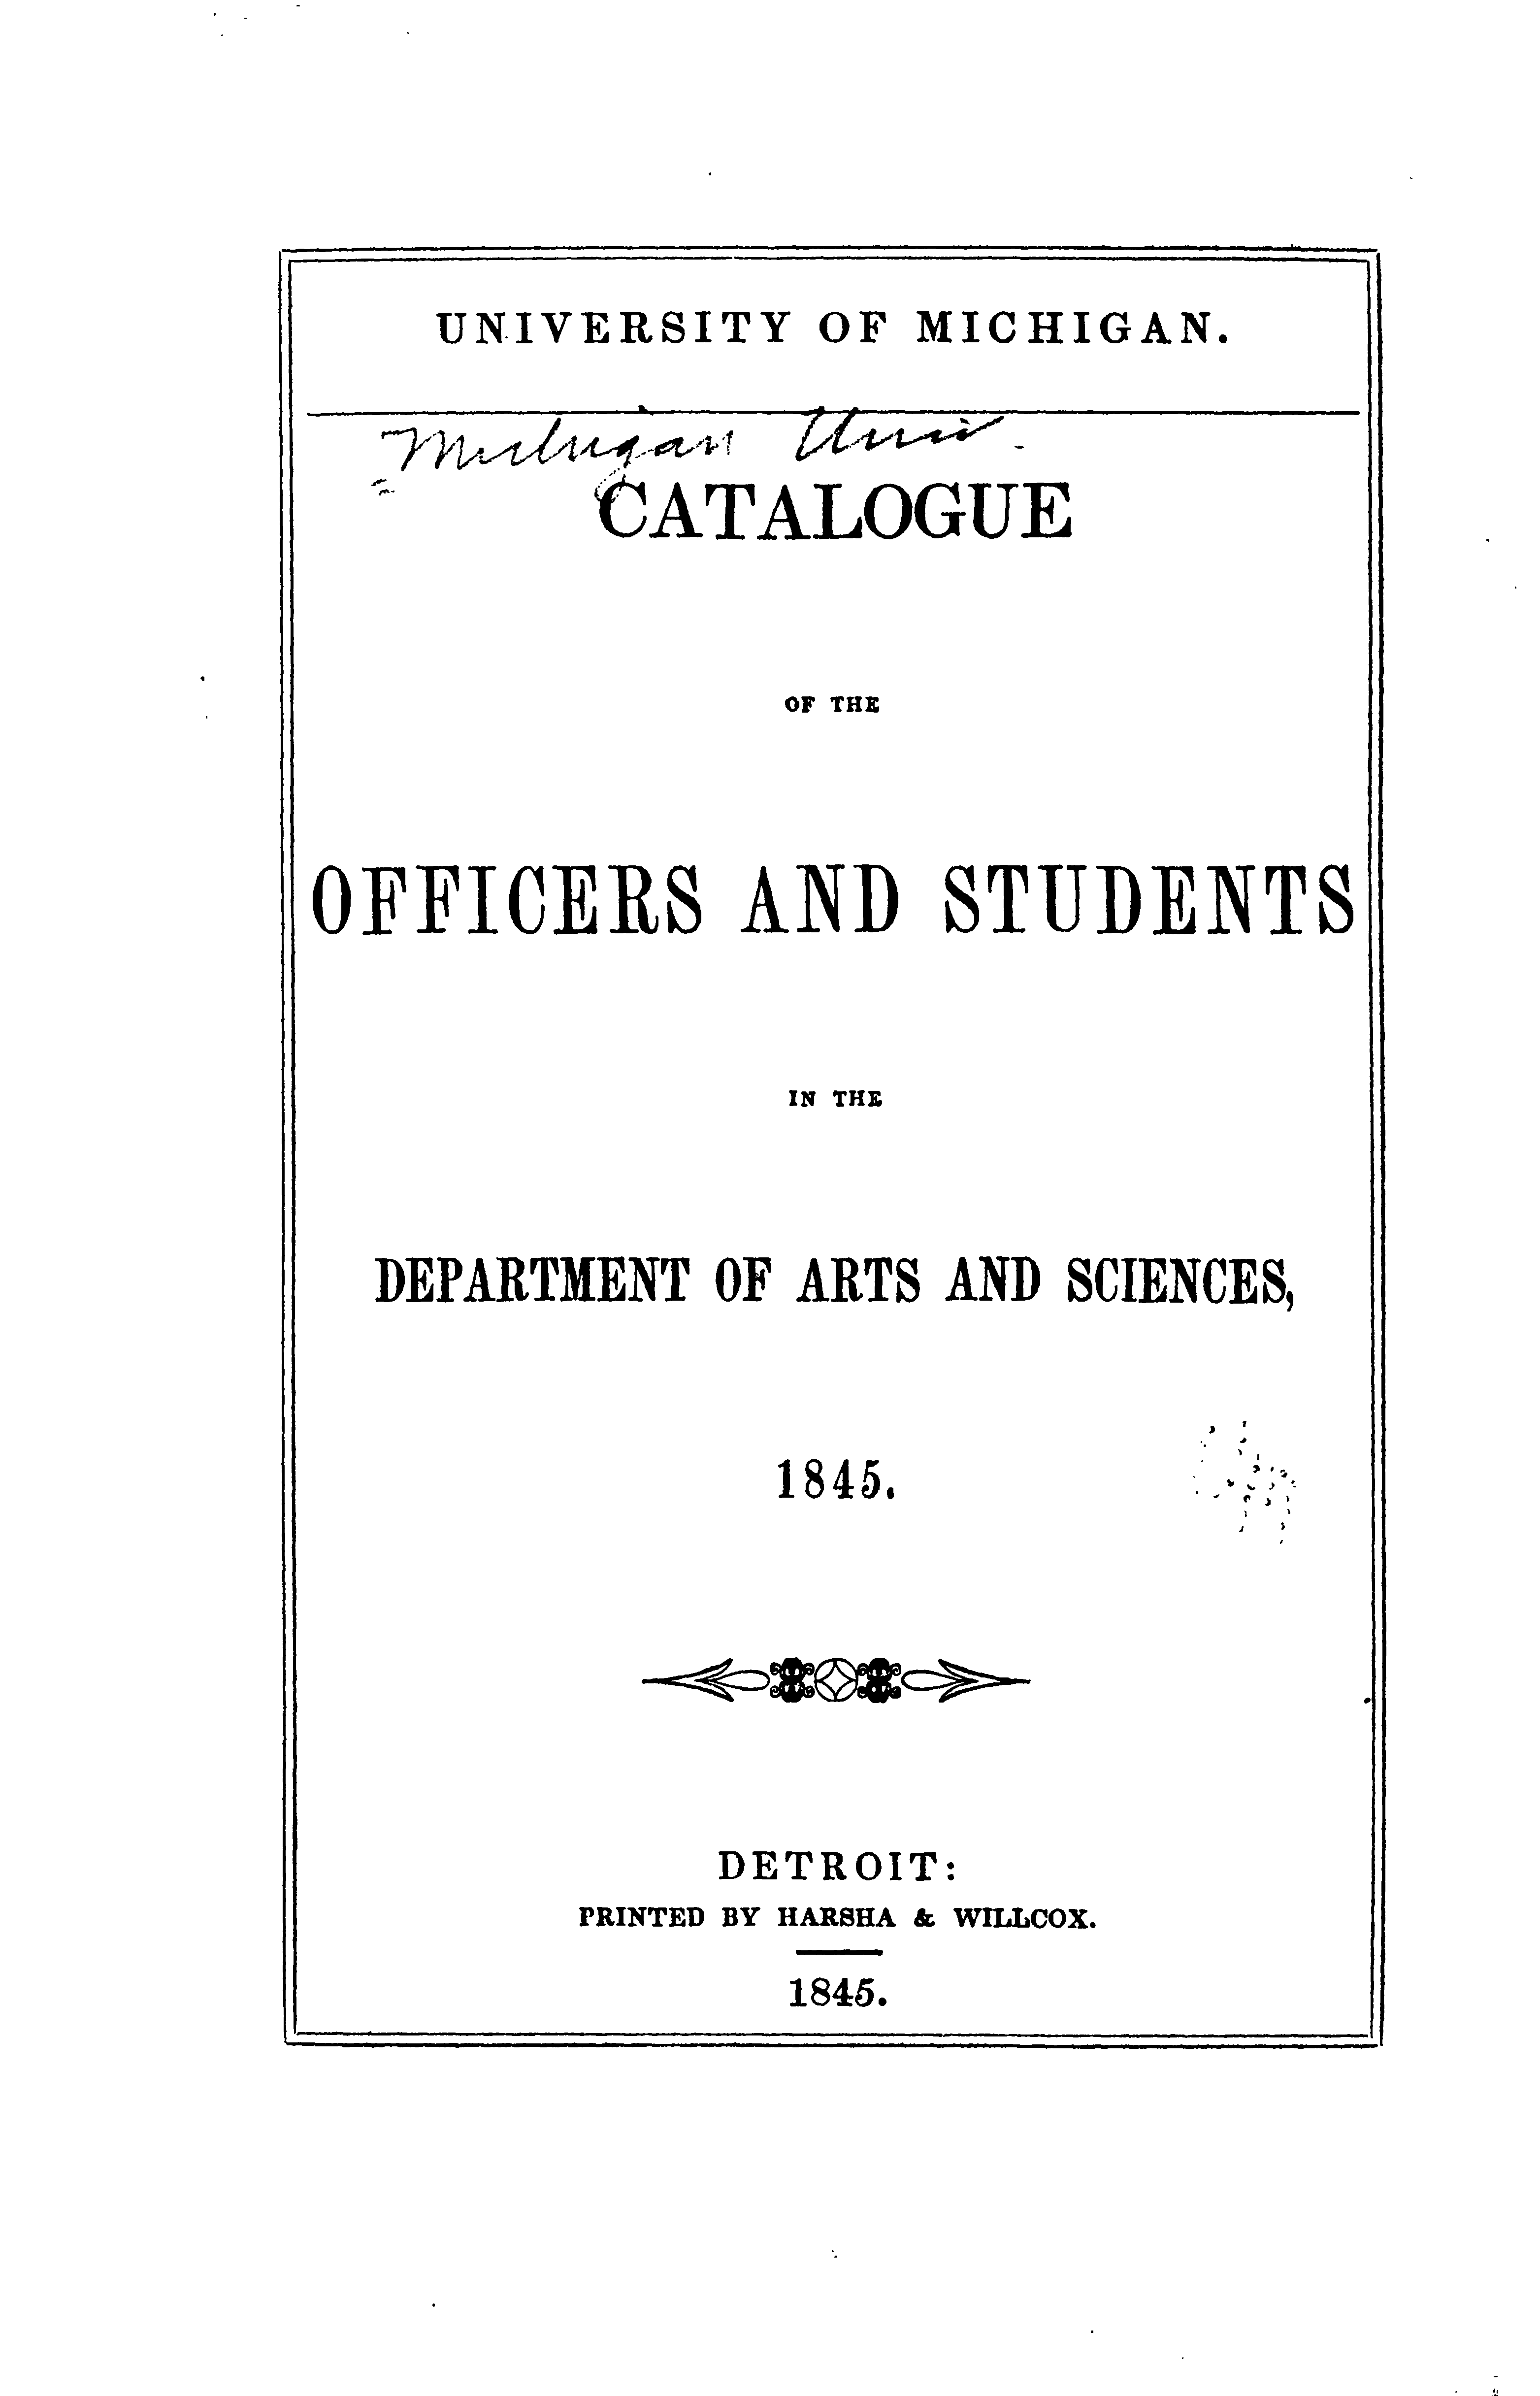 UNIVERSITY OF MICHIGAN.
Michigan Univ.
CATALOGUE
OF THE
OFFICERS AND STUDENTS
IN THE
DEPARTMENT OF ARTS AND SCIENCES,
1845.
DETROIT:
PRINTED BY HARSHA & WILLCOX.
1845.